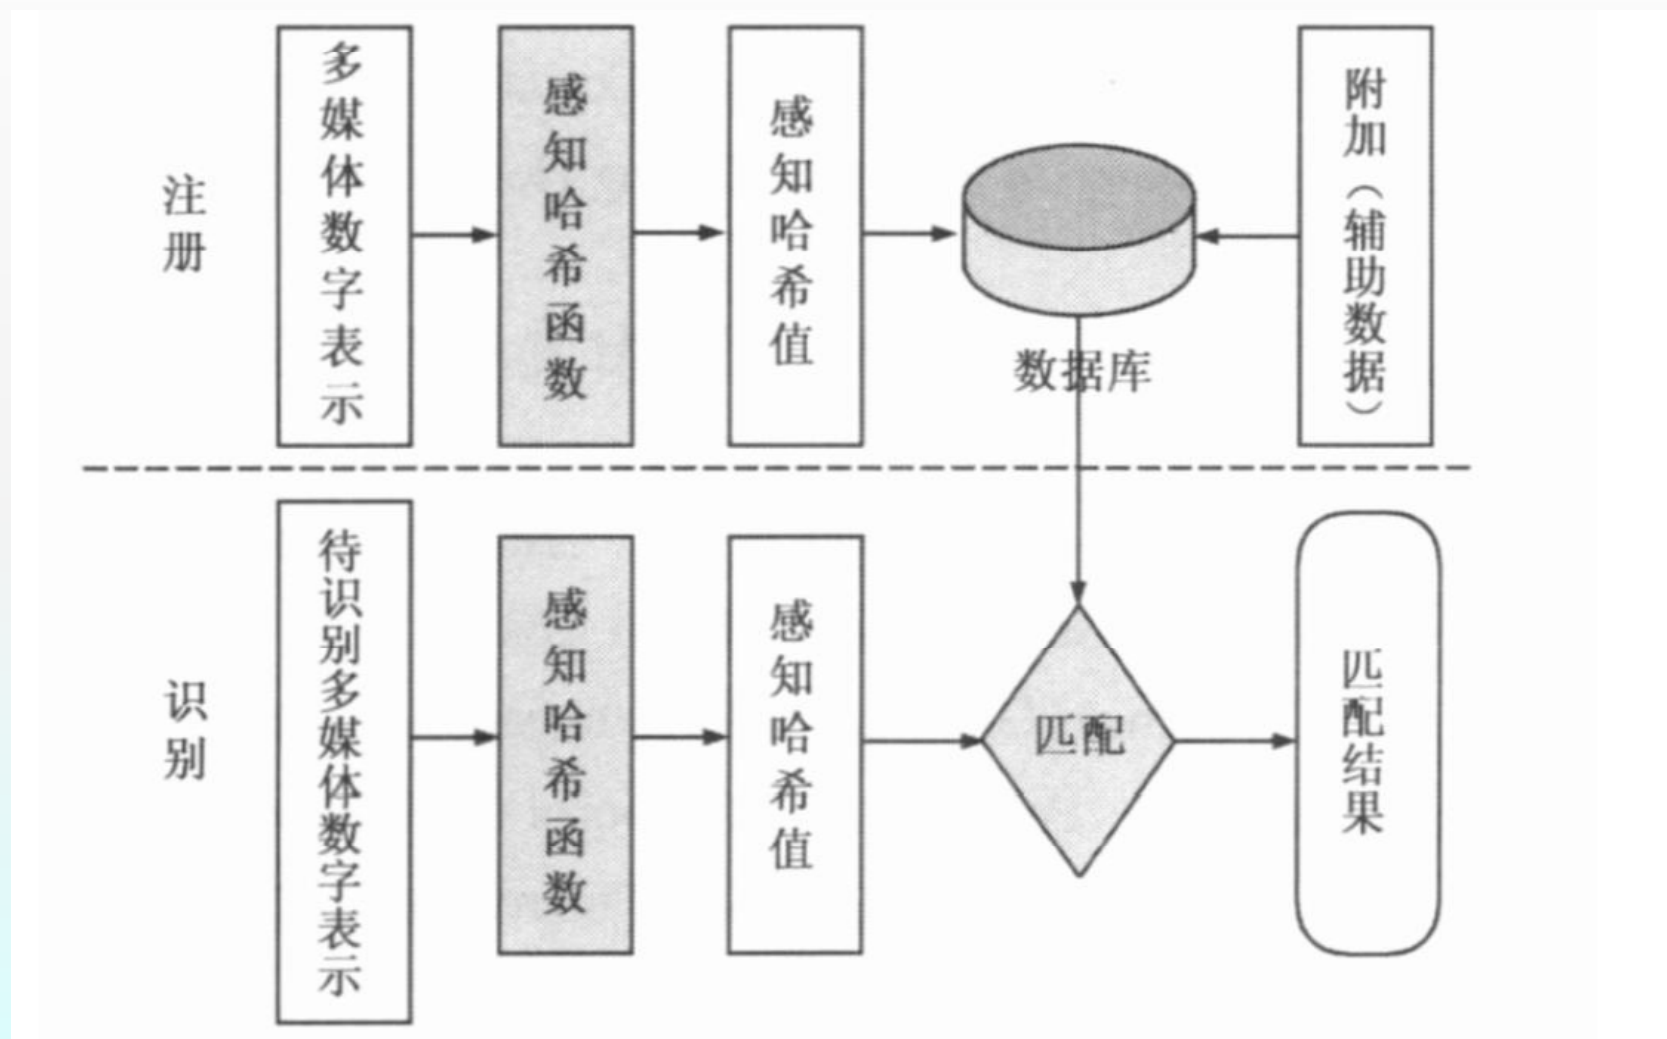 注册
多媒体数字表示
感知哈希函数
感知哈希值
数据库
附加（辅助数据）
识别
待识别多媒体数字表示
感知哈希函数
感知哈希值
匹配
匹配结果